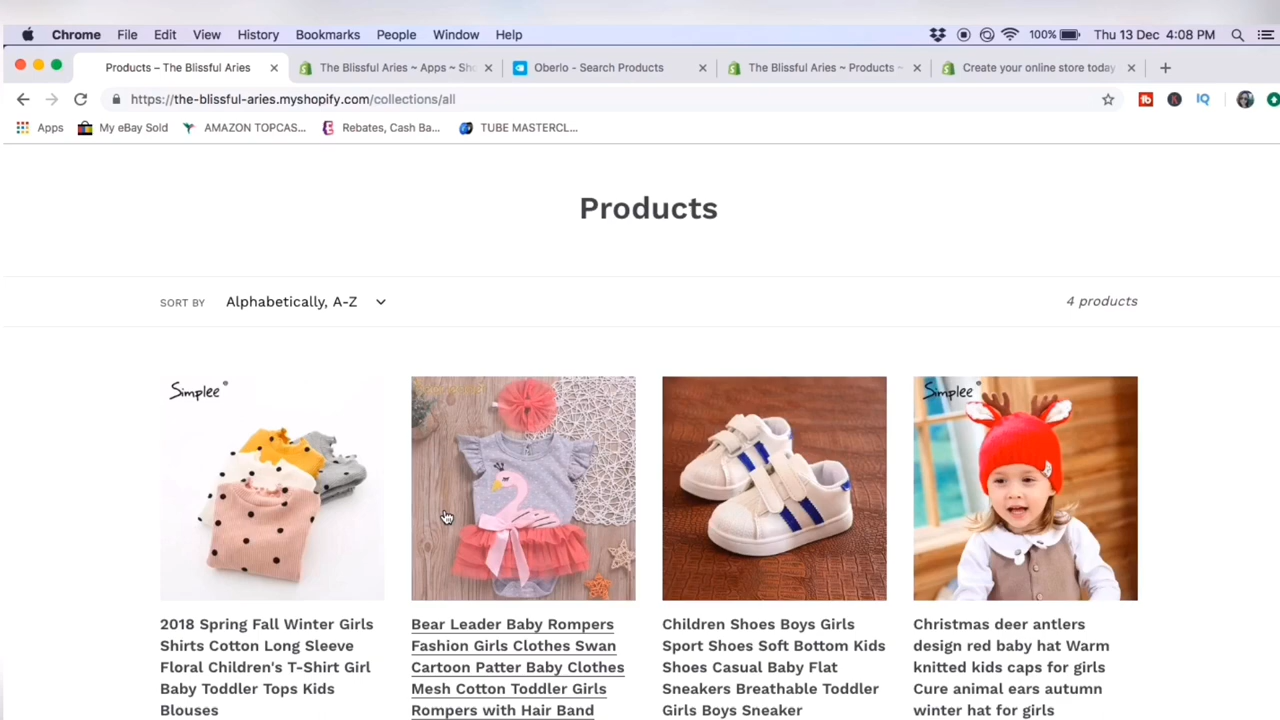 Chrome File Edit View History Bookmarks People Window Help 100% Thu 13 Dec 4:08 PM
Products – The Blissful Aries The Blissful Aries ~ Apps ~ Sho Oberlo - Search Products The Blissful Aries ~ Products ~ Create your online store today
https://the-blissful-aries.myshopify.com/collections/all
Apps My eBay Sold AMAZON TOPCAS... Rebates, Cash Ba... TUBE MASTERCL...
Products
SORT BY Alphabetically, A-Z 4 products
Simplee
Simplee
2018 Spring Fall Winter Girls
Shirts Cotton Long Sleeve
Floral Children's T-Shirt Girl
Baby Toddler Tops Kids
Blouses
Bear Leader Baby Rompers
Fashion Girls Clothes Swan
Cartoon Patter Baby Clothes
Mesh Cotton Toddler Girls
Rompers with Hair Band
Children Shoes Boys Girls
Sport Shoes Soft Bottom Kids
Shoes Casual Baby Flat
Sneakers Breathable Toddler
Girls Boys Sneaker
Christmas deer antlers
design red baby hat Warm
knitted kids caps for girls
Cure animal ears autumn
winter hat for girls